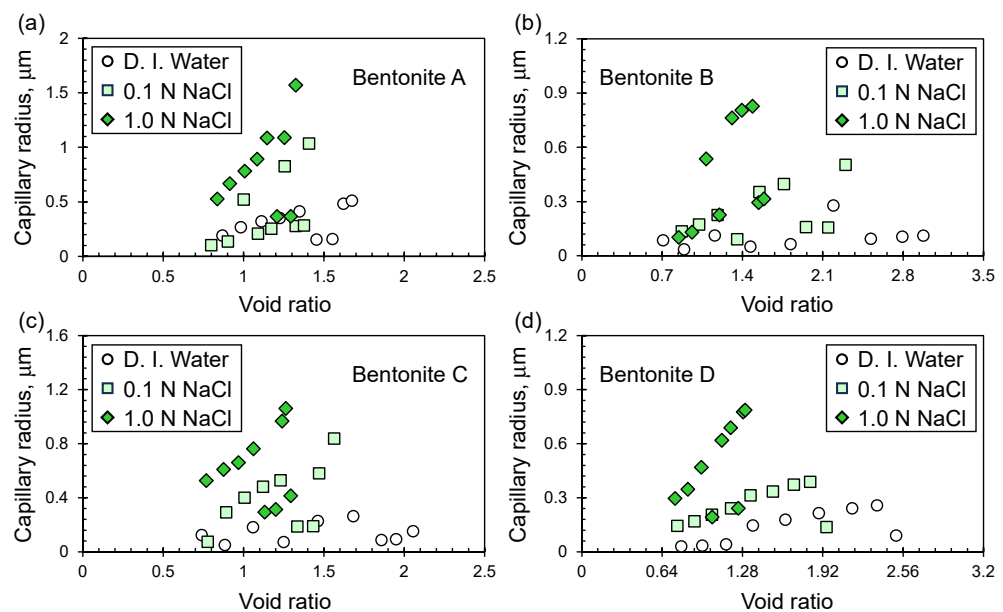 (a)
Capillary radius, μm
2
1.5
1
0.5
0
D. I. Water
0.1 N NaCl
1.0 N NaCl
Bentonite A
0 0.5 1 1.5 2 2.5
Void ratio
(b)
Capillary radius, μm
1.2
0.9
0.6
0.3
0
Bentonite B
D. I. Water
0.1 N NaCl
1.0 N NaCl
0 0.7 1.4 2.1 2.8 3.5
Void ratio
(c)
Capillary radius, μm
1.6
1.2
0.8
0.4
0
D. I. Water
0.1 N NaCl
1.0 N NaCl
Bentonite C
0 0.5 1 1.5 2 2.5
Void ratio
(d)
Capillary radius, μm
1.2
0.9
0.6
0.3
0
Bentonite D
D. I. Water
0.1 N NaCl
1.0 N NaCl
0 0.64 1.28 1.92 2.56 3.2
Void ratio